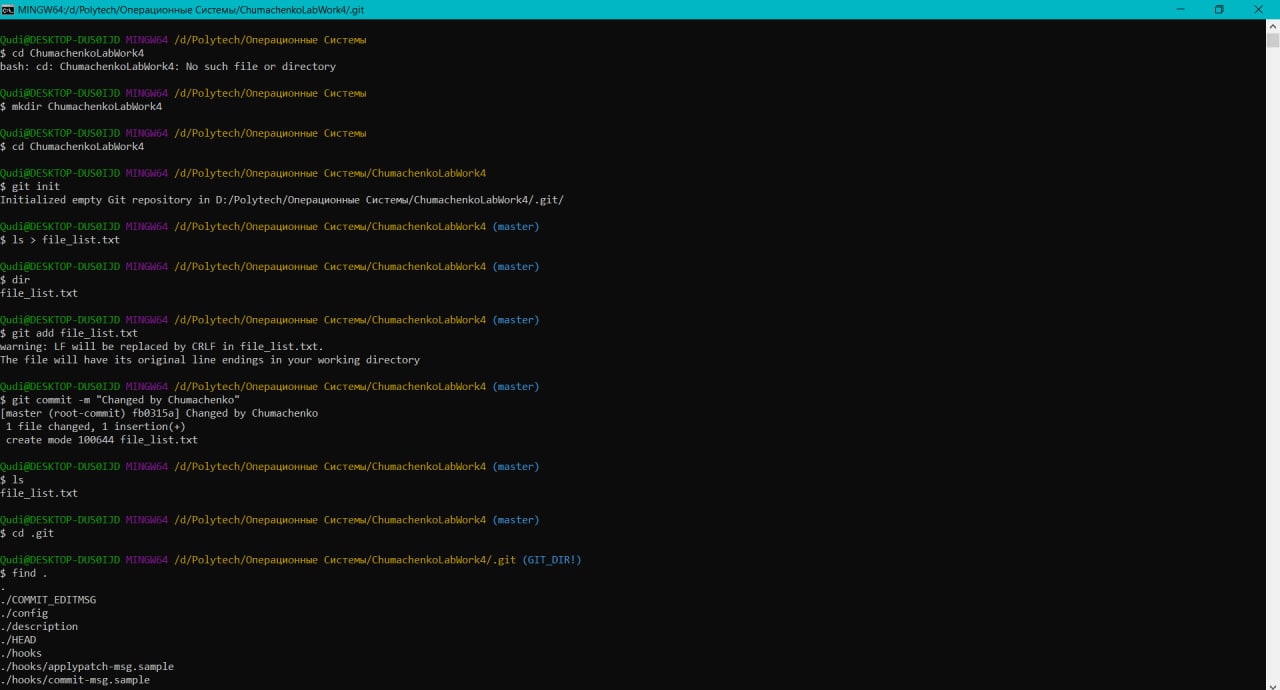 MINGW64:/d/Polytech/Операционные Системы/ChumachenkoLabWork4/.git
Qudi@DESKTOP-DUS0IJD MINGW64 /d/Polytech/Операционные Системы
$ cd ChumachenkoLabWork4
bash: cd: ChumachenkoLabWork4: No such file or directory
Qudi@DESKTOP-DUS0IJD MINGW64 /d/Polytech/Операционные Системы
$ mkdir ChumachenkoLabWork4
Qudi@DESKTOP-DUS0IJD MINGW64 /d/Polytech/Операционные Системы
$ cd ChumachenkoLabWork4
Qudi@DESKTOP-DUS0IJD MINGW64 /d/Polytech/Операционные Системы/ChumachenkoLabWork4
$ git init
Initialized empty Git repository in D:/Polytech/Операционные Системы/ChumachenkoLabWork4/.git/
Qudi@DESKTOP-DUS0IJD MINGW64 /d/Polytech/Операционные Системы/ChumachenkoLabWork4 (master)
$ ls > file_list.txt
Qudi@DESKTOP-DUS0IJD MINGW64 /d/Polytech/Операционные Системы/ChumachenkoLabWork4 (master)
$ dir
file_list.txt
Qudi@DESKTOP-DUS0IJD MINGW64 /d/Polytech/Операционные Системы/ChumachenkoLabWork4 (master)
$ git add file_list.txt
warning: LF will be replaced by CRLF in file_list.txt.
The file will have its original line endings in your working directory
Qudi@DESKTOP-DUS0IJD MINGW64 /d/Polytech/Операционные Системы/ChumachenkoLabWork4 (master)
$ git commit -m "Changed by Chumachenko"
[master (root-commit) fb0315a] Changed by Chumachenko
1 file changed, 1 insertion(+)
create mode 100644 file_list.txt
Qudi@DESKTOP-DUS0IJD MINGW64 /d/Polytech/Операционные Системы/ChumachenkoLabWork4 (master)
$ ls
file_list.txt
Qudi@DESKTOP-DUS0IJD MINGW64 /d/Polytech/Операционные Системы/ChumachenkoLabWork4 (master)
$ cd .git
Qudi@DESKTOP-DUS0IJD MINGW64 /d/Polytech/Операционные Системы/ChumachenkoLabWork4/.git (GIT_DIR!)
$ find .
.
./COMMIT_EDITMSG
./config
./description
./HEAD
./hooks
./hooks/applypatch-msg.sample
./hooks/commit-msg.sample